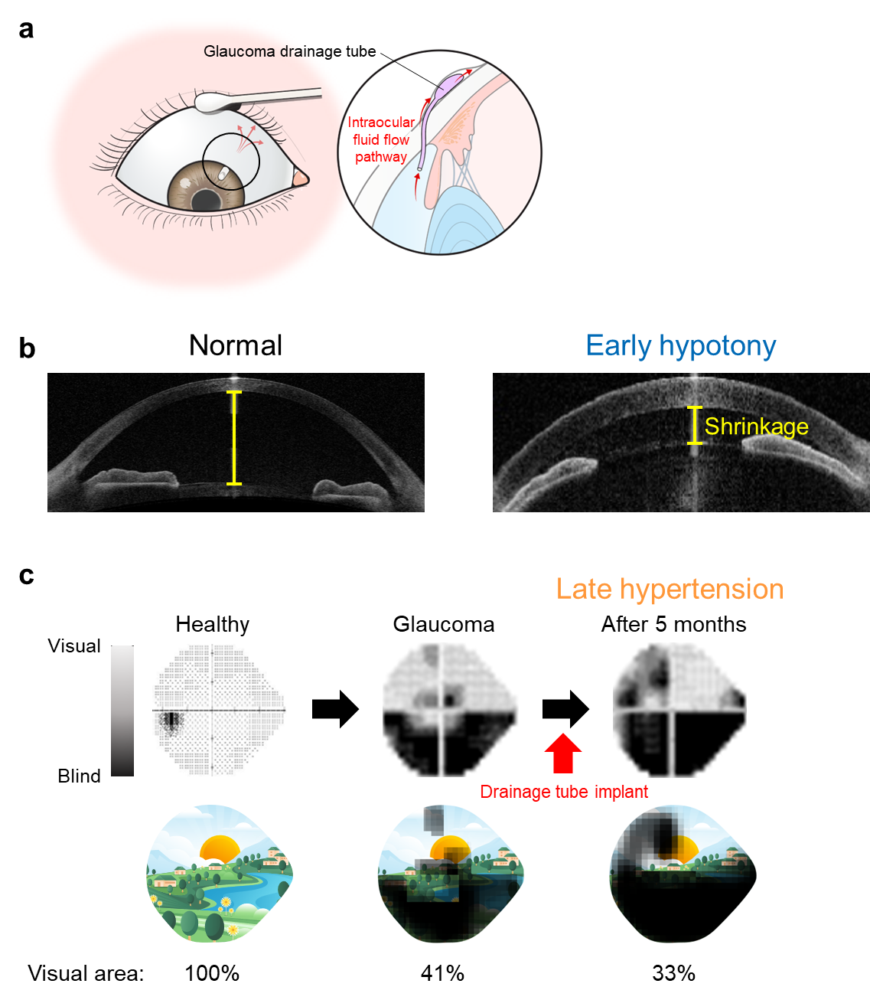 a
Glaucoma drainage tube
Intraocular
fluid flow
pathway
b
Normal
Early hypotony
Shrinkage
c
Late hypertension
Healthy
Glaucoma
After 5 months
Visual
Blind
Drainage tube implant
Visual area:
100%
41%
33%